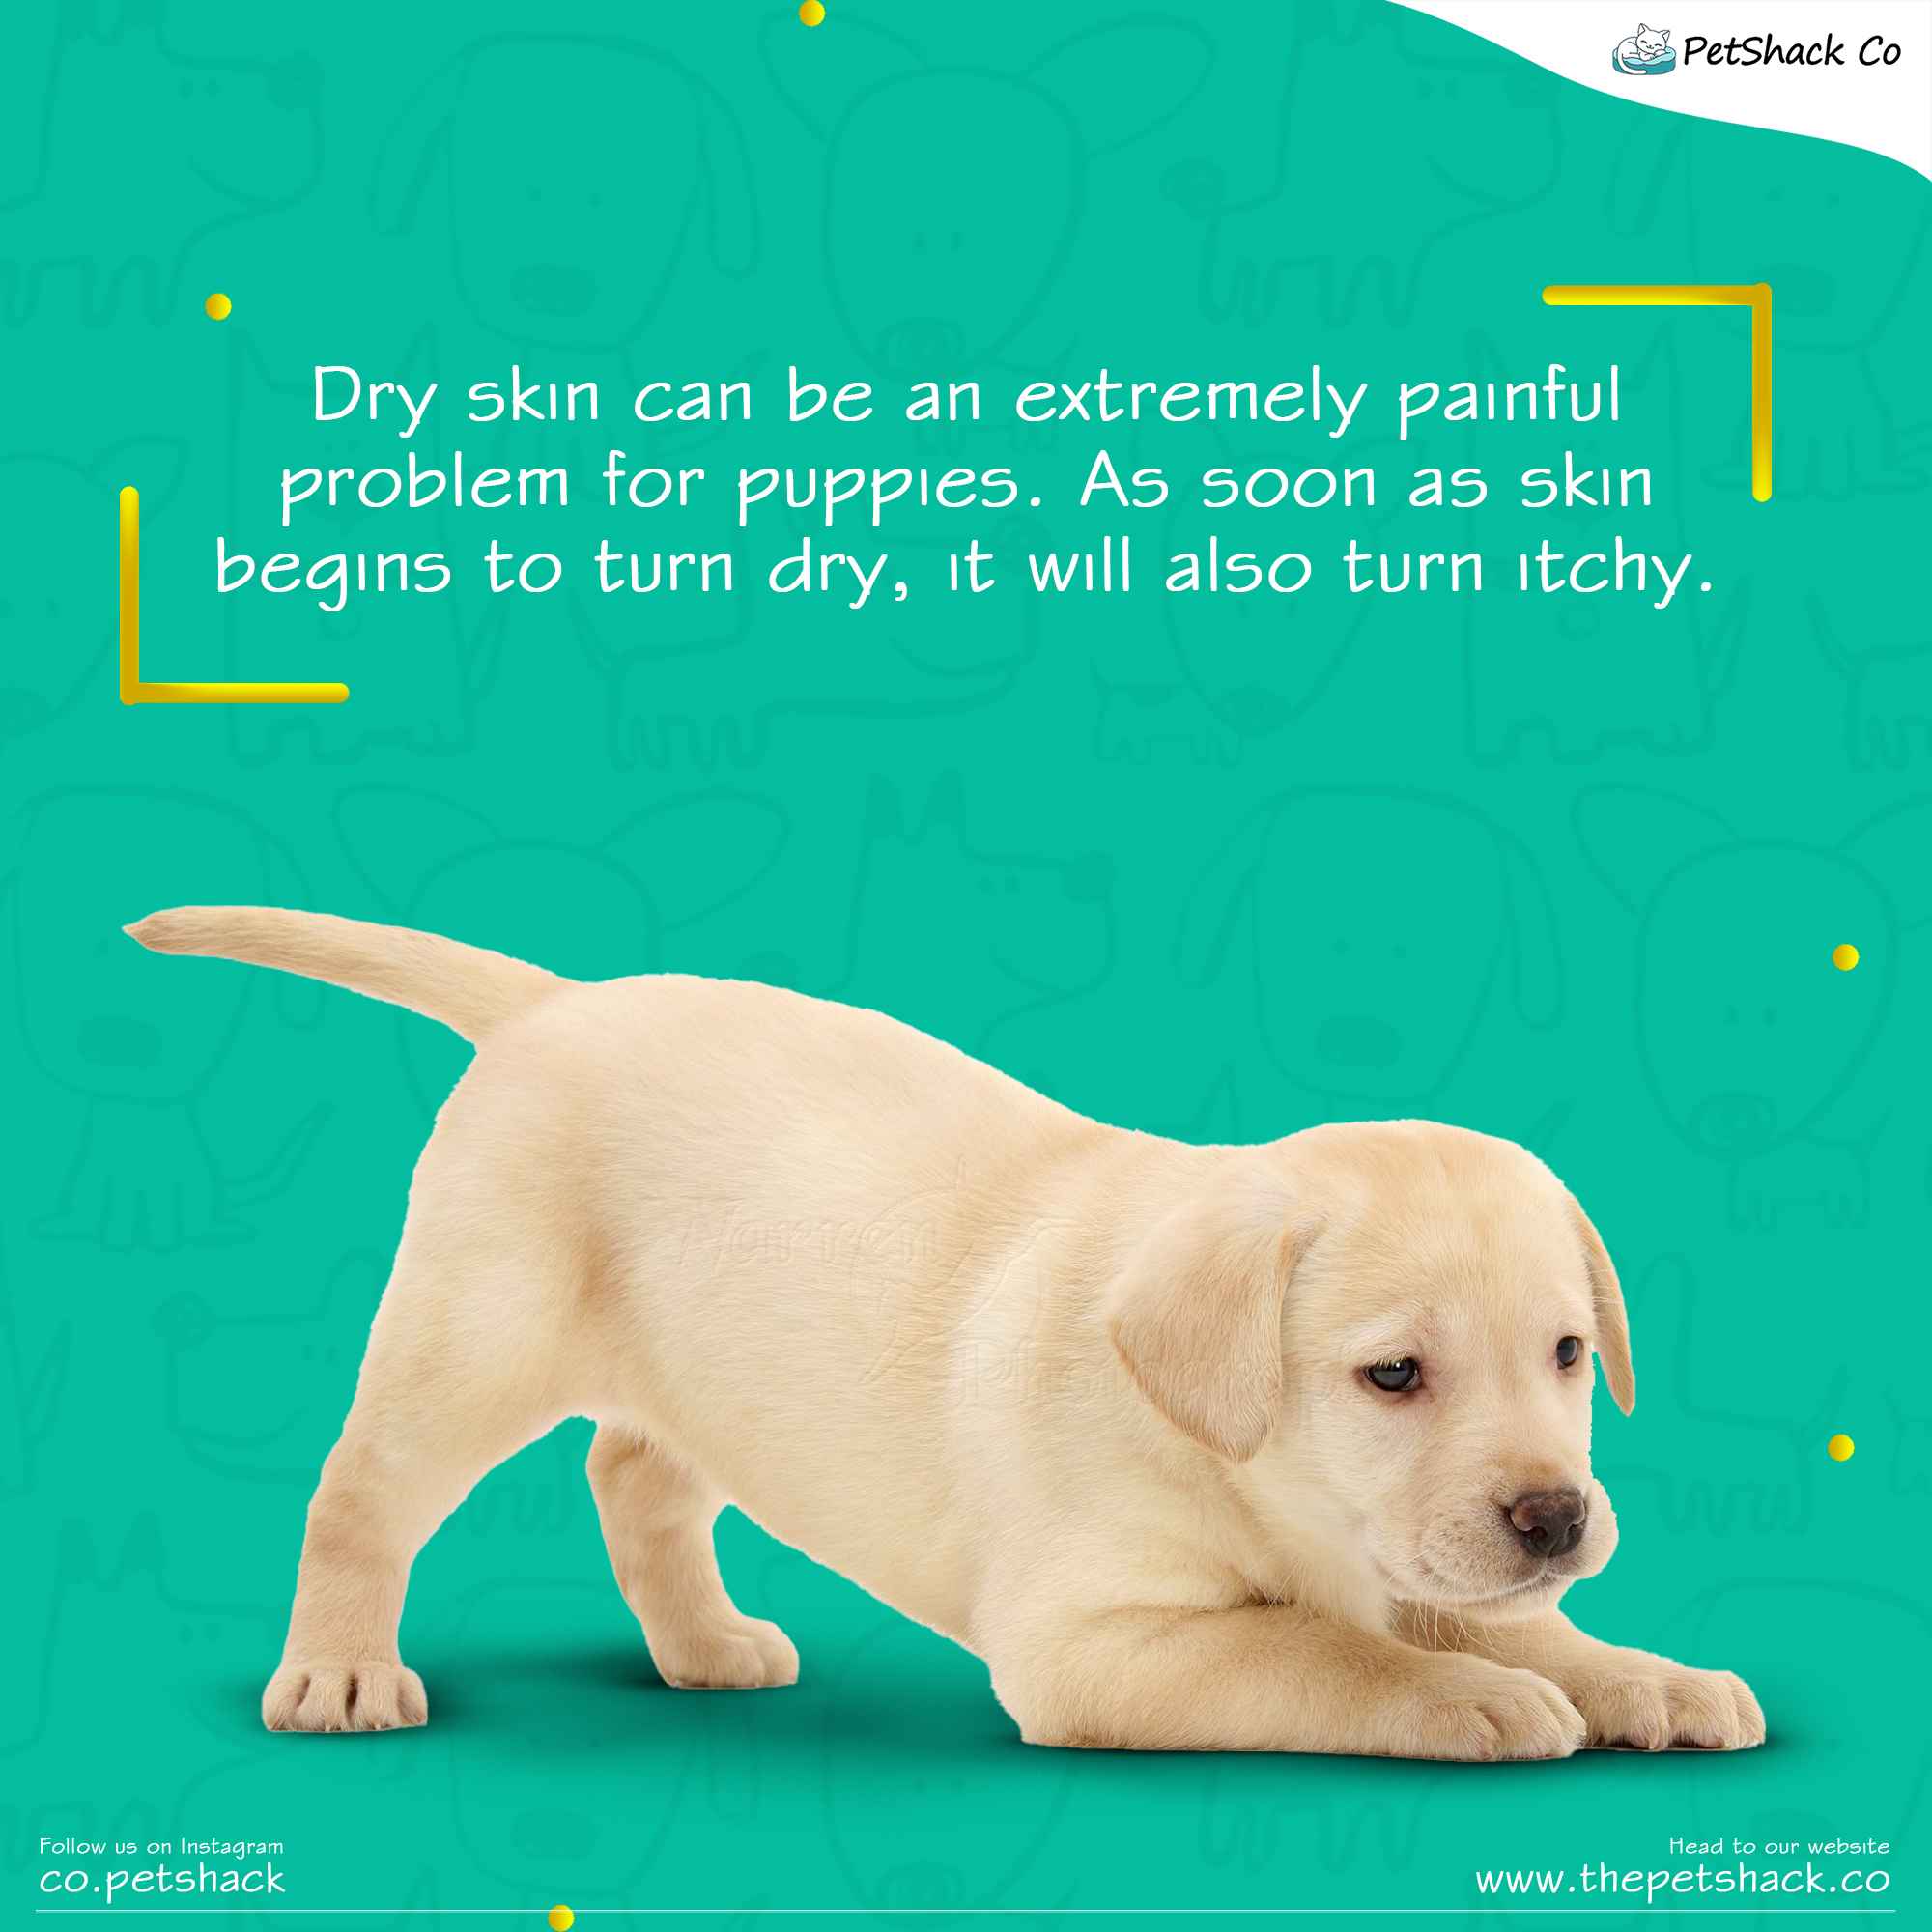 PetShack Co
Dry skin can be an extremely painful
problem for puppies. As soon as skin
begins to turn dry, it will also turn itchy.
Warren
Photographic
Follow us on Instagram
co.petshack
Head to our website
www.thepetshack.co